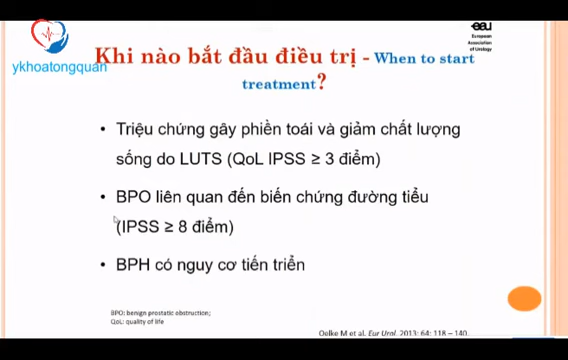 eau
European
Association
of Urology
ykhoatongquán
Khi nào bắt đầu điều trị - When to start
treatment?
• Triệu chứng gây phiền toái và giảm chất lượng
sống do LUTS (QoL IPSS ≥ 3 điểm)
• BPO liên quan đến biến chứng đường tiểu
(IPSS ≥ 8 điểm)
• BPH có nguy cơ tiến triển
BPO: benign prostatic obstruction;
QoL: quality of life
Oelke M et al. Eur Urol. 2013; 64: 118 – 140.